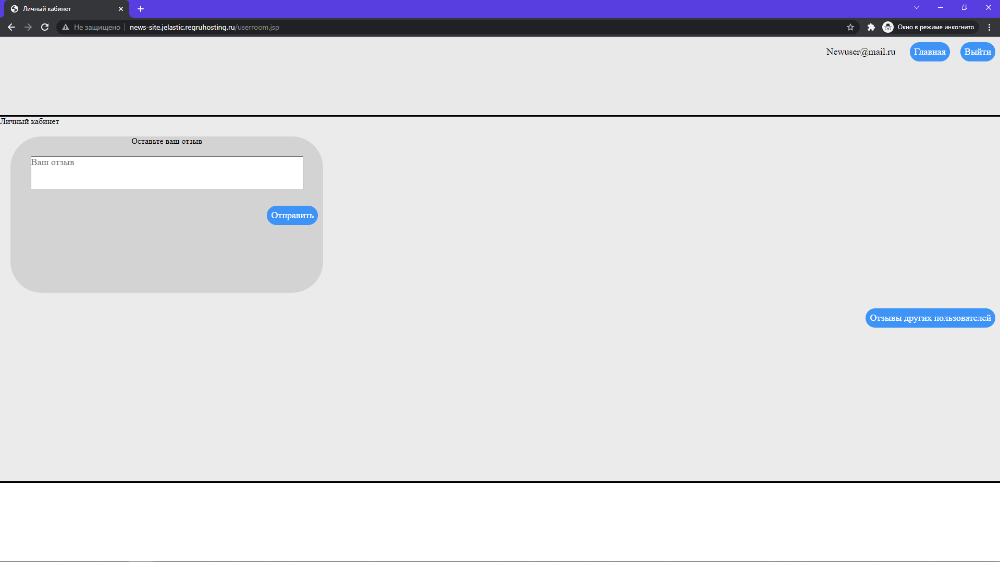 Личный кабинет
Не защищено
news-site.jelastic.regruhosting.ru/userroom.jsp
Окно в режиме инкогнито
Newuser@mail.ru
Главная
Выйти
Личный кабинет
Оставьте ваш отзыв
Ваш отзыв
Отправить
Отзывы других пользователей